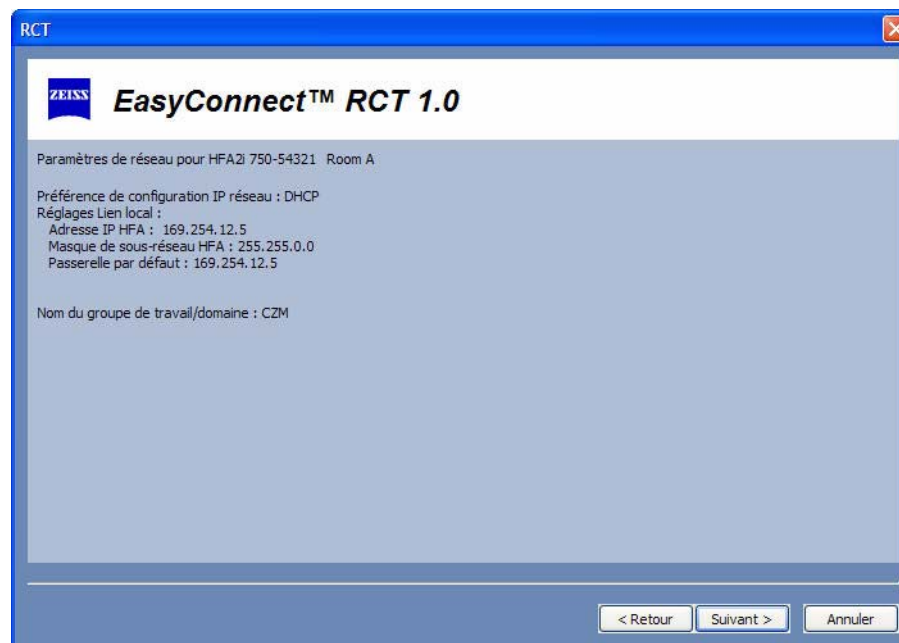 RCT
ZEISS
EasyConnect™ RCT 1.0
Paramètres de réseau pour HFA2i 750-54321 Room A
Préférence de configuration IP réseau : DHCP
Réglages Lien local :
Adresse IP HFA : 169.254.12.5
Masque de sous-réseau HFA : 255.255.0.0
Passerelle par défaut : 169.254.12.5
Nom du groupe de travail/domaine : CZM
< Retour
Suivant >
Annuler